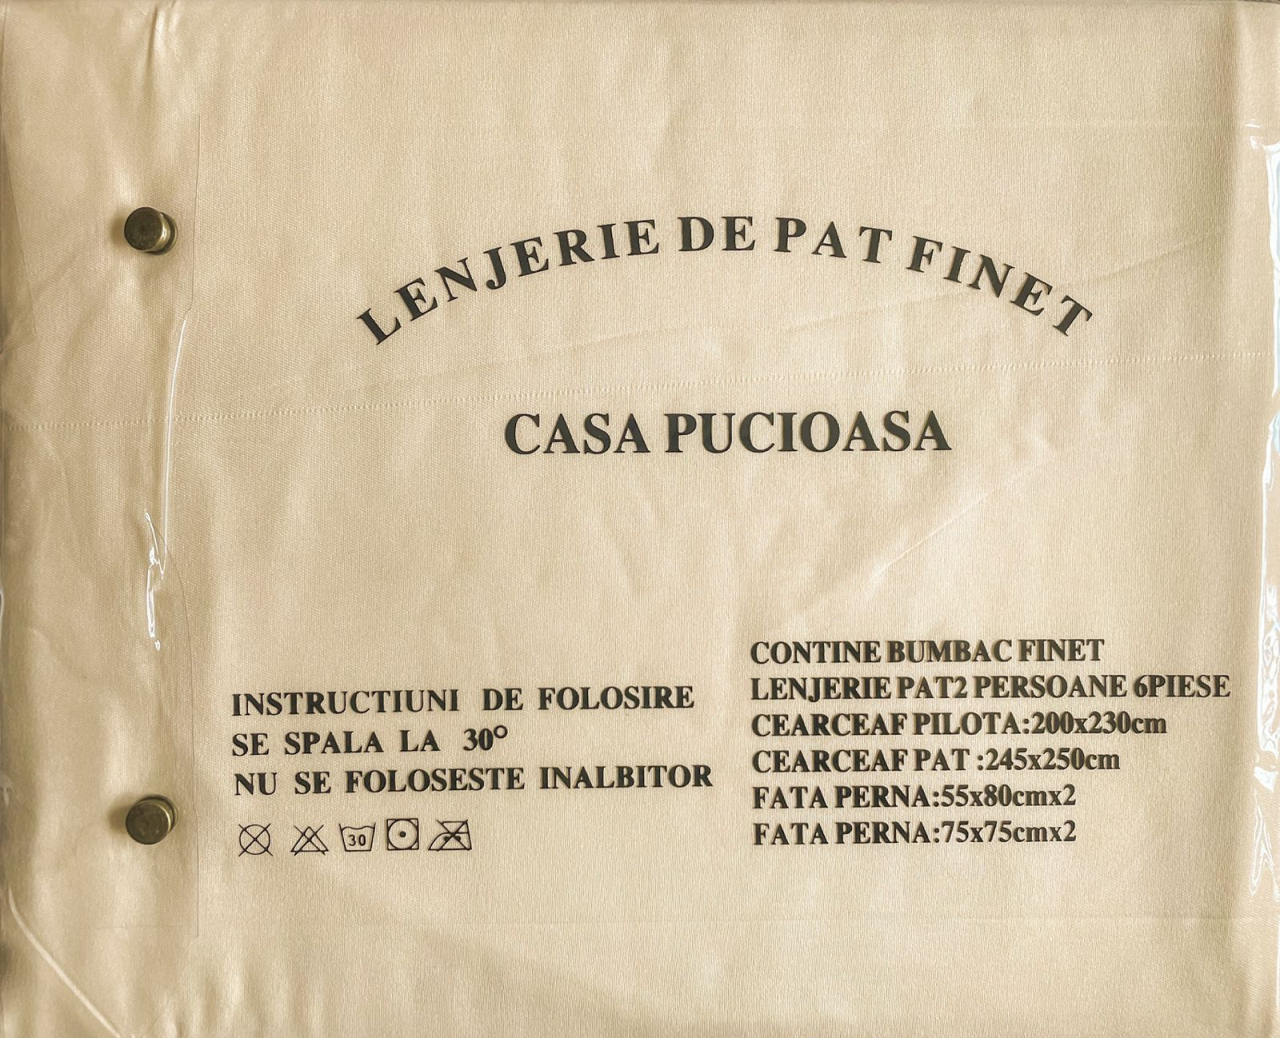 LENJERIE DE PAT FINET
CASA PUCIOASA
INSTRUCTIUNI DE FOLOSIRE
SE SPALA LA 30°
NU SE FOLOSESTE INALBITOR
30
CONTINE BUMBAC FINET
LENJERIE PAT2 PERSOANE 6PIESE
CEARCEAF PILOTA:200x230cm
CEARCEAF PAT :245x250cm
FATA PERNA:55x80cmx2
FATA PERNA:75x75cmx2